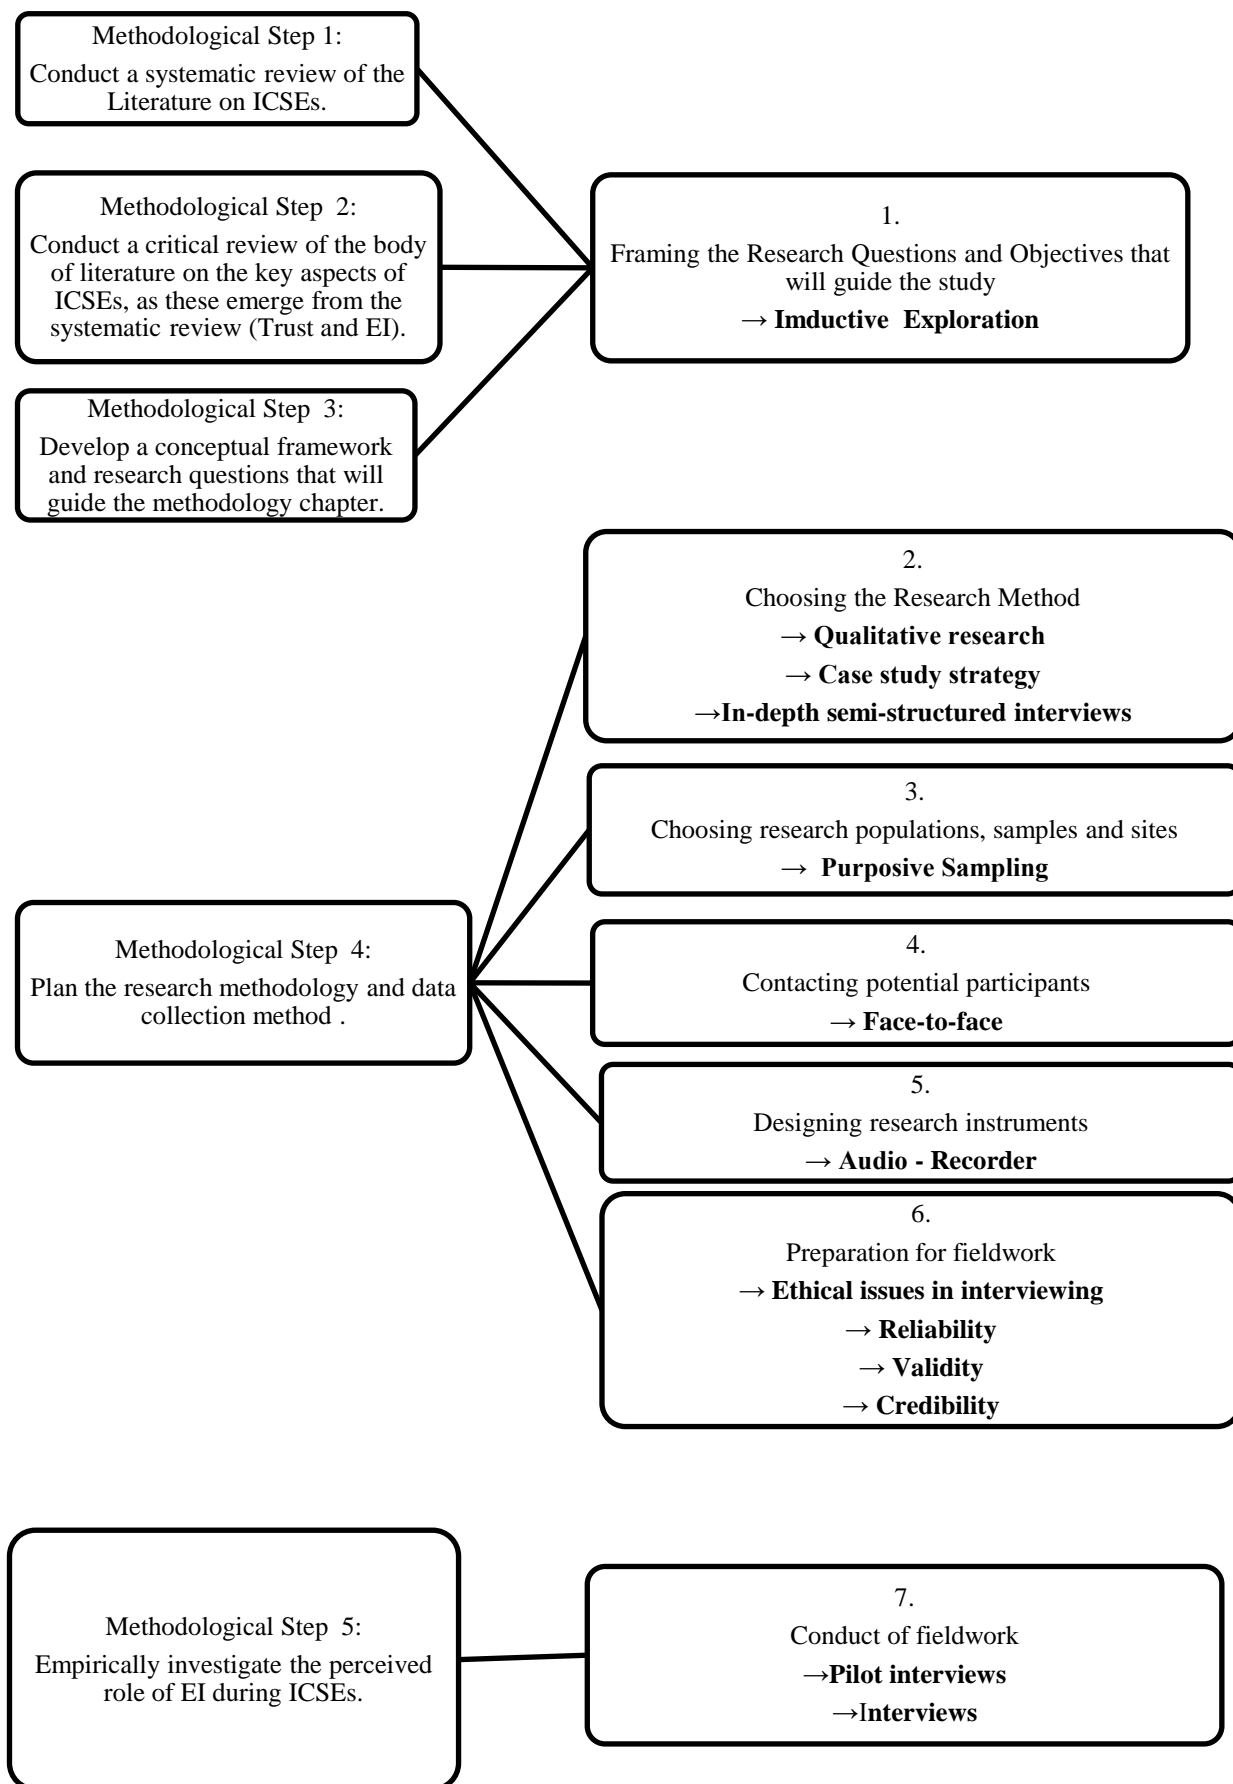 Methodological Step 1:
Conduct a systematic review of the
Literature on ICSEs.
Methodological Step 2:
Conduct a critical review of the body
of literature on the key aspects of
ICSEs, as these emerge from the
systematic review (Trust and EI).
Methodological Step 3:
Develop a conceptual framework
and research questions that will
guide the methodology chapter.
1.
Framing the Research Questions and Objectives that
will guide the study
→ Imductive Exploration
Methodological Step 4:
Plan the research methodology and data
collection method .
2.
Choosing the Research Method
→ Qualitative research
→ Case study strategy
→In-depth semi-structured interviews
3.
Choosing research populations, samples and sites
→ Purposive Sampling
4.
Contacting potential participants
→ Face-to-face
5.
Designing research instruments
→ Audio - Recorder
6.
Preparation for fieldwork
→ Ethical issues in interviewing
→ Reliability
→ Validity
→ Credibility
Methodological Step 5:
Empirically investigate the perceived
role of EI during ICSEs.
7.
Conduct of fieldwork
→Pilot interviews
→Interviews